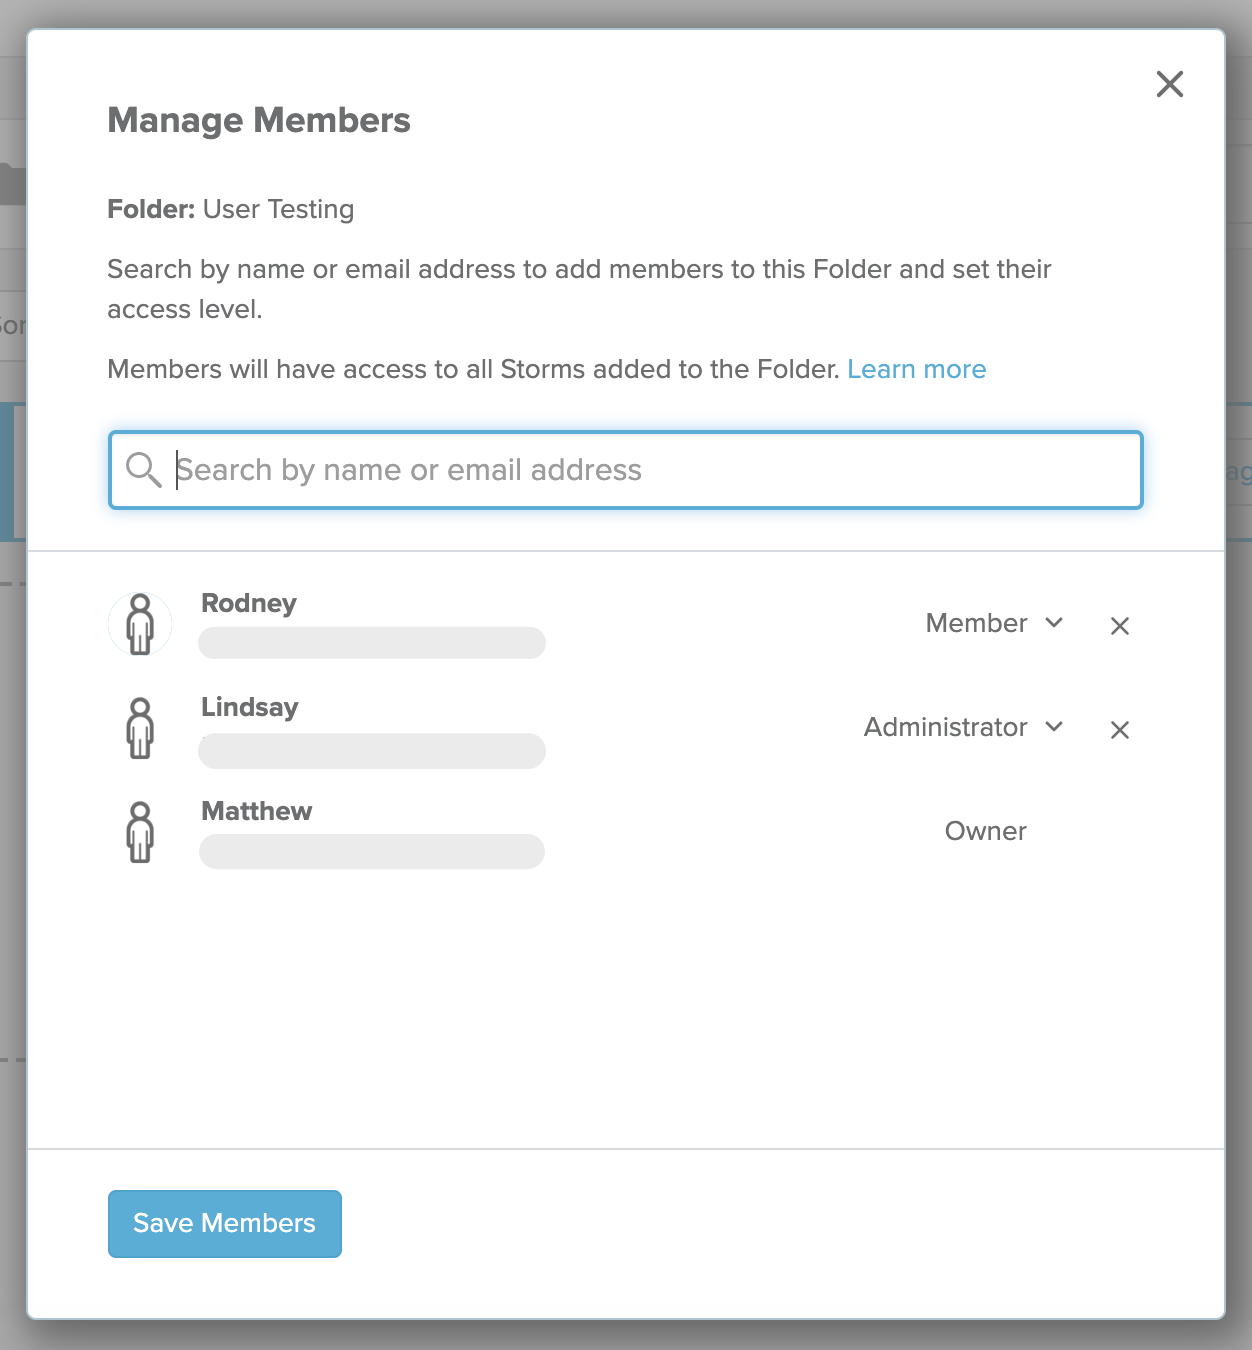 Manage Members
Folder: User Testing
Search by name or email address to add members to this Folder and set their
access level.
Members will have access to all Storms added to the Folder. Learn more
Search by name or email address
Rodney
Member
Lindsay
Administrator
Matthew
Owner
Save Members